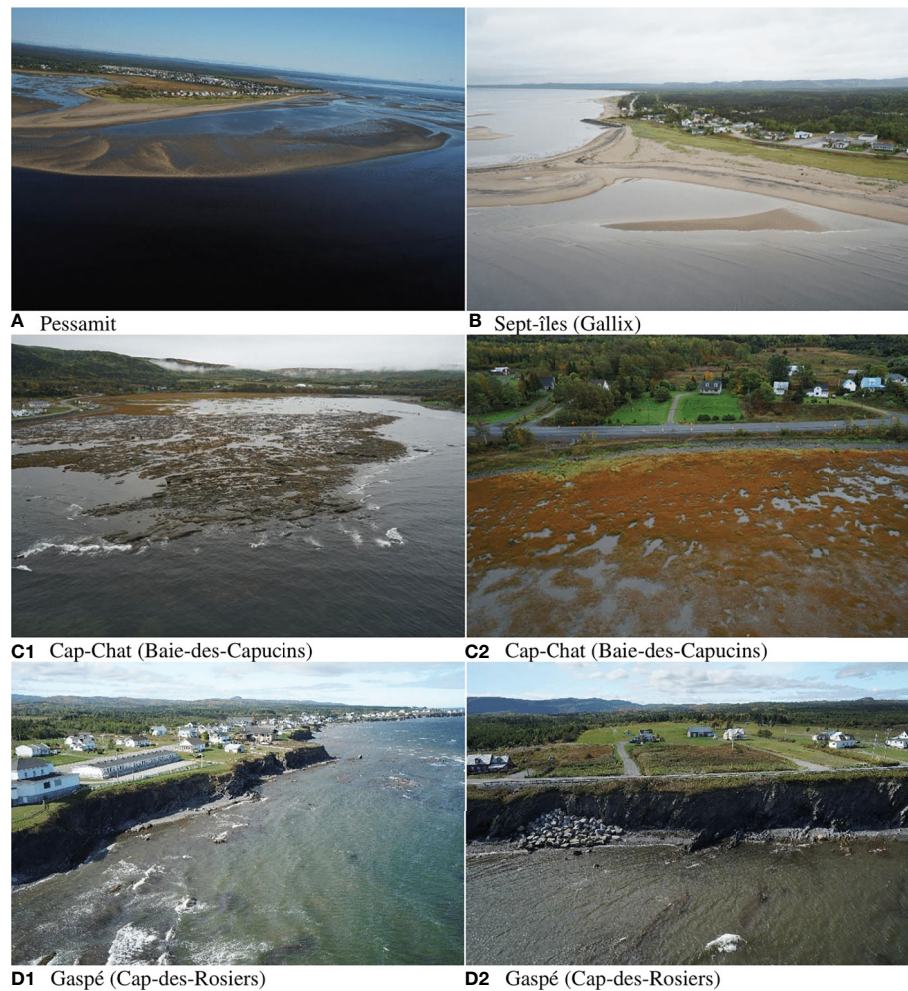 A Pessamit
B Sept-îles (Gallix)
C1 Cap-Chat (Baie-des-Capucins)
C2 Cap-Chat (Baie-des-Capucins)
D1 Gaspé (Cap-des-Rosiers)
D2 Gaspé (Cap-des-Rosiers)